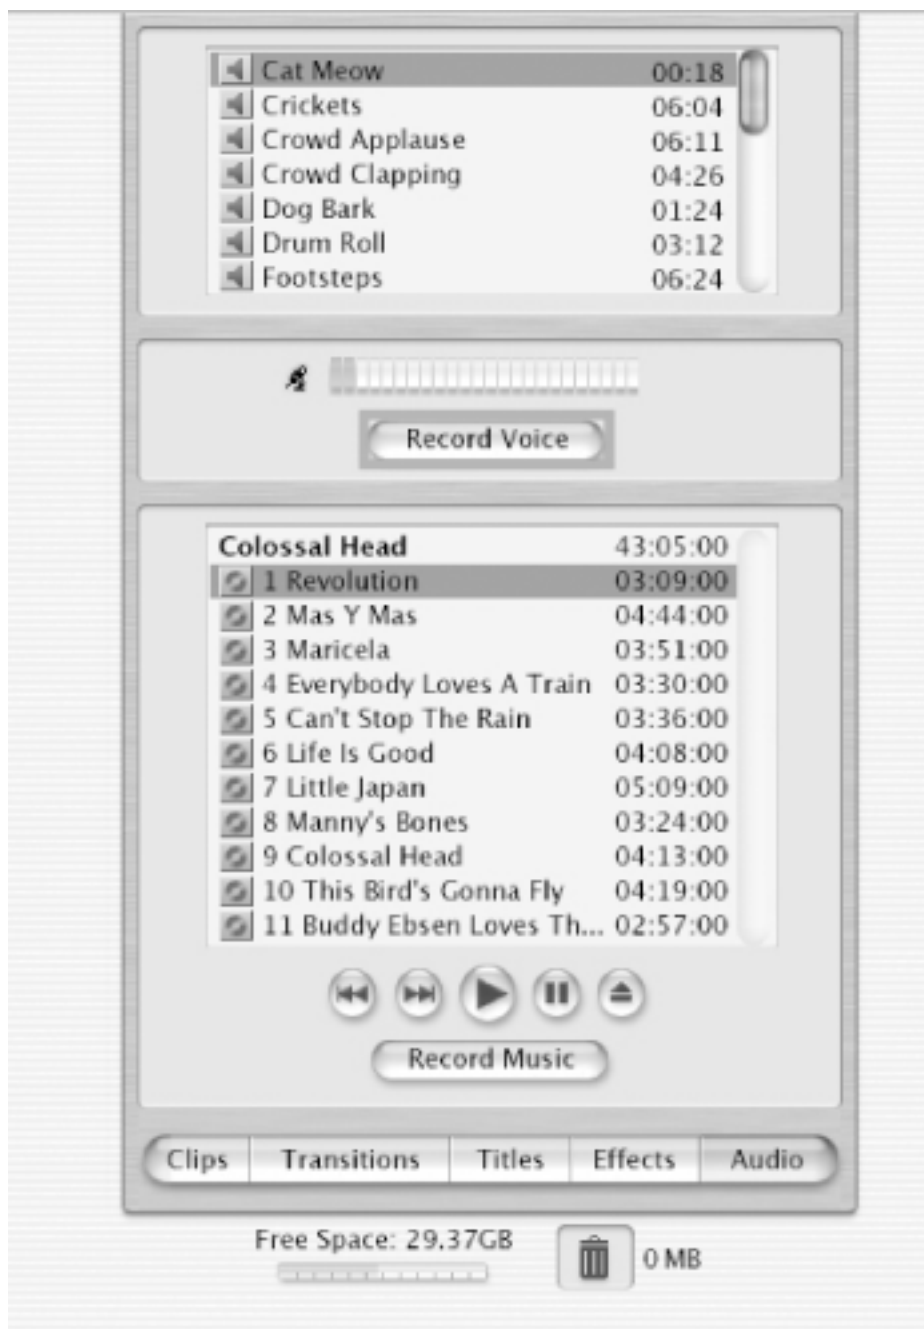 Cat Meow 00:18
Crickets 06:04
Crowd Applause 06:11
Crowd Clapping 04:26
Dog Bark 01:24
Drum Roll 03:12
Footsteps 06:24
Record Voice
Colossal Head 43:05:00
1 Revolution 03:09:00
2 Mas Y Mas 04:44:00
3 Maricela 03:51:00
4 Everybody Loves A Train 03:30:00
5 Can't Stop The Rain 03:36:00
6 Life Is Good 04:08:00
7 Little Japan 05:09:00
8 Manny's Bones 03:24:00
9 Colossal Head 04:13:00
10 This Bird's Gonna Fly 04:19:00
11 Buddy Ebsen Loves Th... 02:57:00
Record Music
Clips Transitions Titles Effects Audio
Free Space: 29.37GB 0 MB